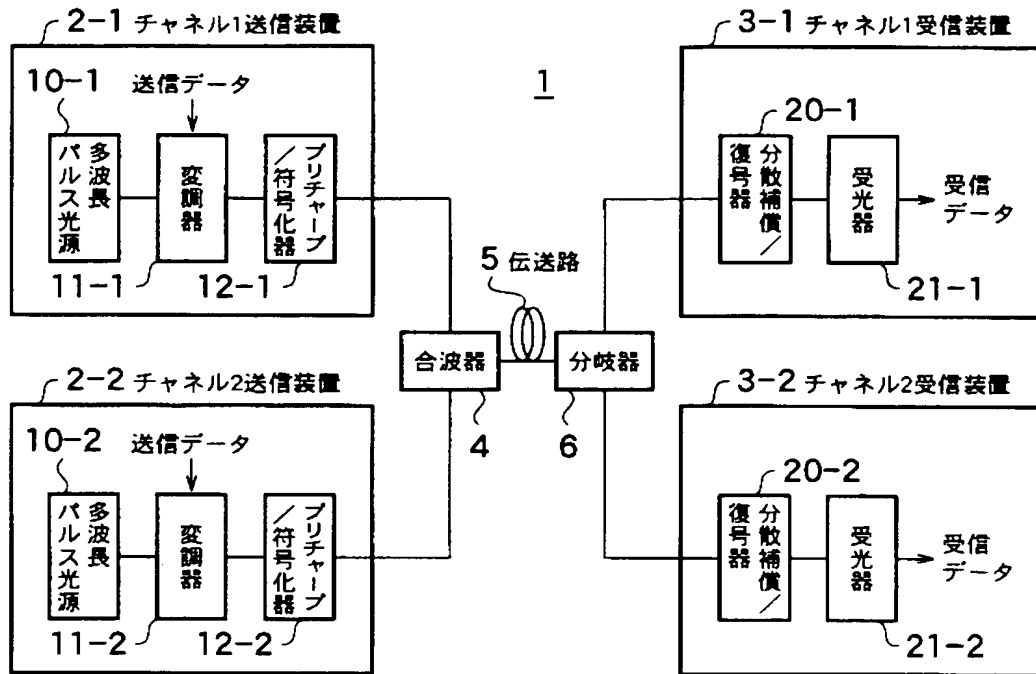 2-1 チャネル1送信装置
10-1
送信データ
多波長
パルス光源
変調器
プリチャープ
/符号化器
11-1
12-1
1
3-1 チャネル1受信装置
20-1
分散補償/
復号器
受光器
受信
データ
21-1
5 伝送路
合波器
分岐器
4
6
2-2 チャネル2送信装置
10-2
送信データ
多波長
パルス光源
変調器
プリチャープ
/符号化器
11-2
12-2
3-2 チャネル2受信装置
20-2
分散補償/
復号器
受光器
受信
データ
21-2